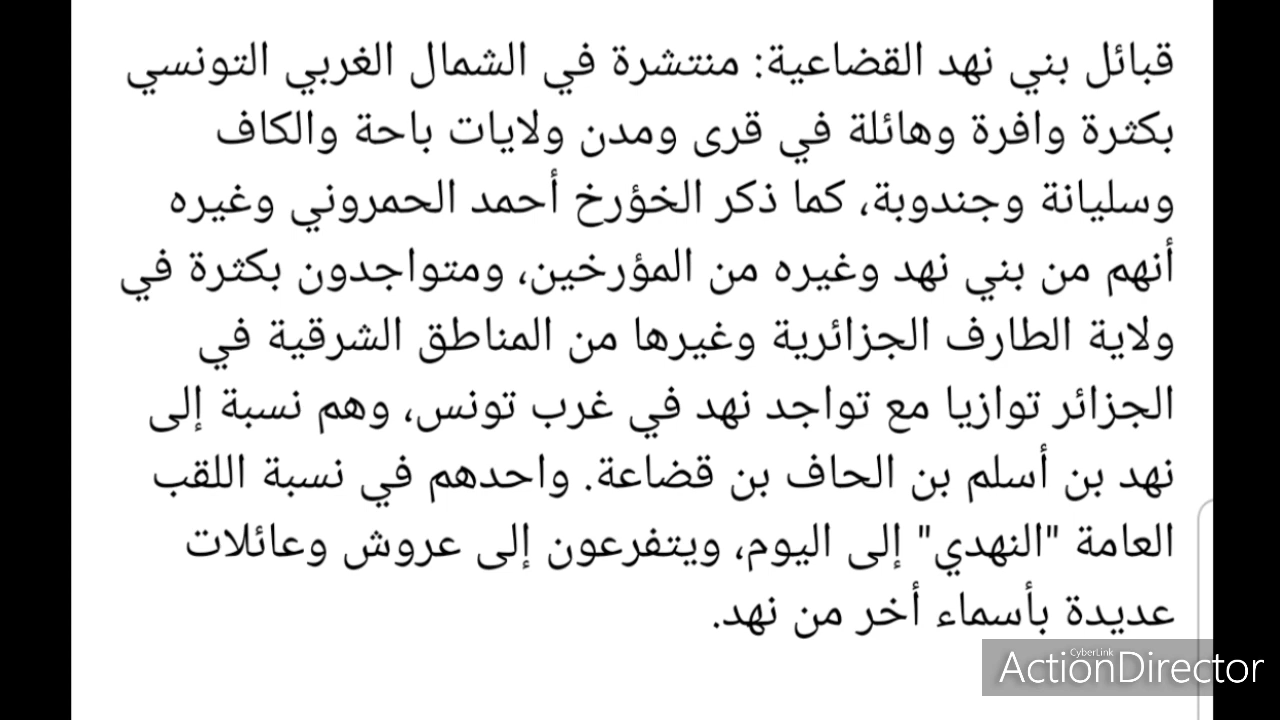 قبائل بني نهد القضاعية: منتشرة في الشمال الغربي التونسي
بكثرة وافرة وهائلة في قرى ومدن ولايات باحة والكاف
وسليانة وجندوبة، كما ذكر الخؤرخ أحمد الحمروني وغيره
أنهم من بني نهد وغيره من المؤرخين، ومتواجدون بكثرة في
ولاية الطارف الجزائرية وغيرها من المناطق الشرقية في
الجزائر توازيا مع تواجد نهد في غرب تونس، وهم نسبة إلى
نهد بن أسلم بن الحاف بن قضاعة. واحدهم في نسبة اللقب
العامة "النهدي" إلى اليوم، ويتفرعون إلى عروش وعائلات
عديدة بأسماء أخر من نهد.
CyberLink
ActionDirector